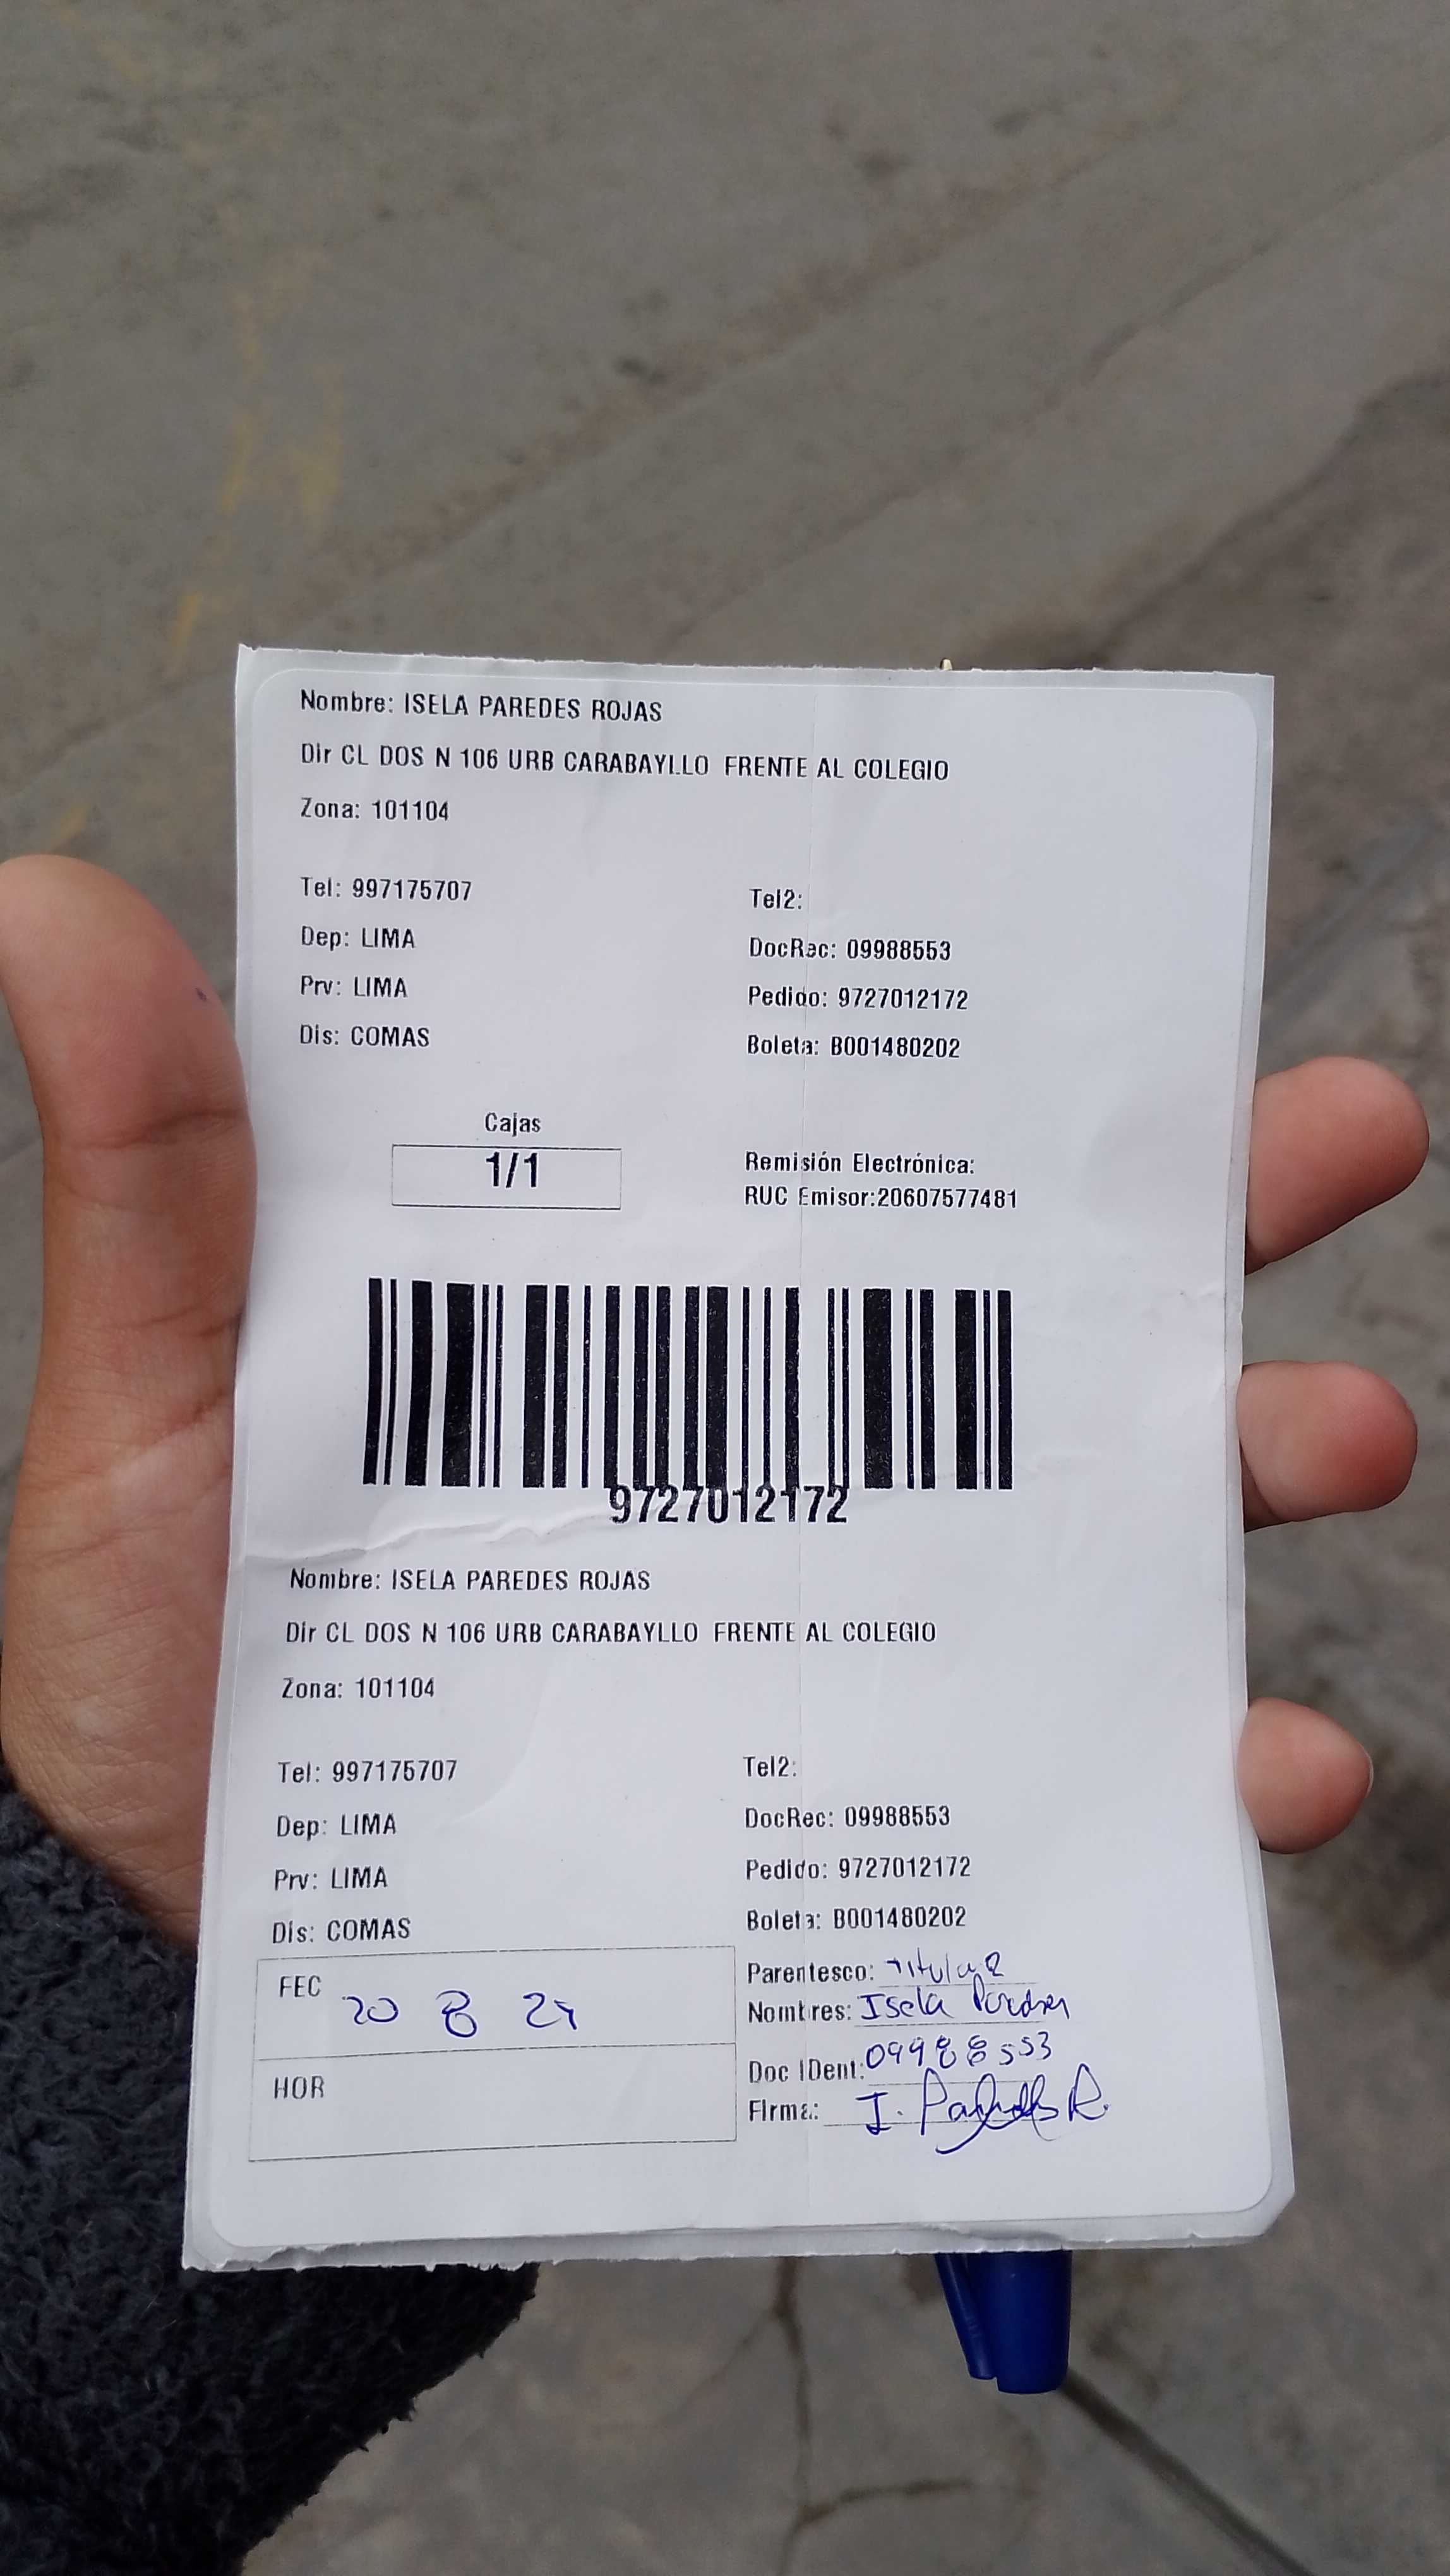 Nombre: ISELA PAREDES ROJAS
Dir CL DOS N 106 URB CARABAYLLO FRENTE AL COLEGIO
Zona: 101104
Tel: 997175707
Tel2:
Dep: LIMA
DocRec: 09988553
Prv: LIMA
Pedido: 9727012172
Dis: COMAS
Boleta: B001480202
Cajas
1/1
Remisión Electrónica:
RUC Emisor:20607577481
9727012172
Nombre: ISELA PAREDES ROJAS
Dir CL DOS N 106 URB CARABAYLLO FRENTE AL COLEGIO
Zona: 101104
Tel: 997175707
Tel2:
Dep: LIMA
DocRec: 09988553
Prv: LIMA
Pedido: 9727012172
Dis: COMAS
Boleta: B001480202
FEC 20 8 24
HOR
Parentesco: Titular
Nombres: Isela Paredes
Doc IDent: 09988553
Firma: I. Paredes R.